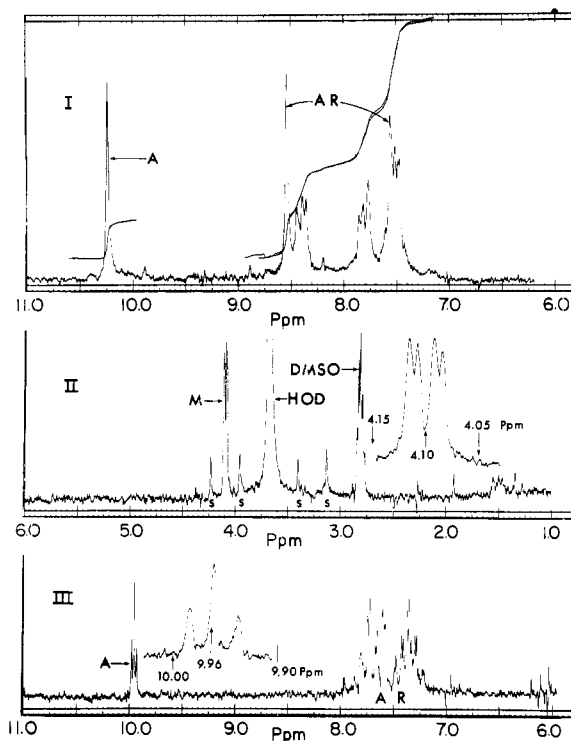 I
A
A R
11.0 10.0 9.0 8.0 7.0 6.0
Ppm
II
M
HOD
DMSO
4.15
4.10
4.05 Ppm
S S S S
6.0 5.0 4.0 3.0 2.0 1.0
Ppm
III
A
10.00
9.96
9.90 Ppm
A R
11.0 10.0 9.0 8.0 7.0 6.0
Ppm